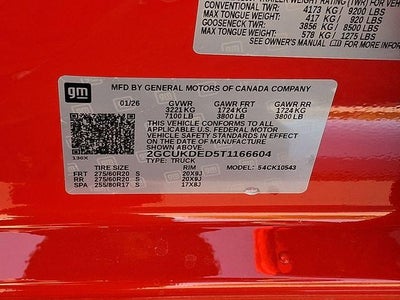 CONVENTIONAL TWR: 4173 KG / 9200 LBS
MAX TONGUE WEIGHT: 417 KG / 920 LBS
GOOSENECK TWR: 3856 KG / 8500 LBS
MAX TONGUE WEIGHT: 578 KG / 1275 LBS
SEE OWNER'S MANUAL
gm
MFD BY GENERAL MOTORS OF CANADA COMPANY
01/26 GVWR GAWR FRT GAWR RR
3221 KG 1724 KG 1724 KG
7100 LB 3800 LB 3800 LB
THIS VEHICLE CONFORMS TO ALL
APPLICABLE U.S. FEDERAL MOTOR
VEHICLE SAFETY STANDARDS IN EFFECT
ON THE DATE OF MANUFACTURE
SHOWN ABOVE.
2GCUKDED5T1166604
TYPE: TRUCK
TIRE SIZE RIM MODEL: 54CK10543
FRT 275/60R20 20X9J
RR 275/60R20 20X9J
SPA 255/80R17 17X8J